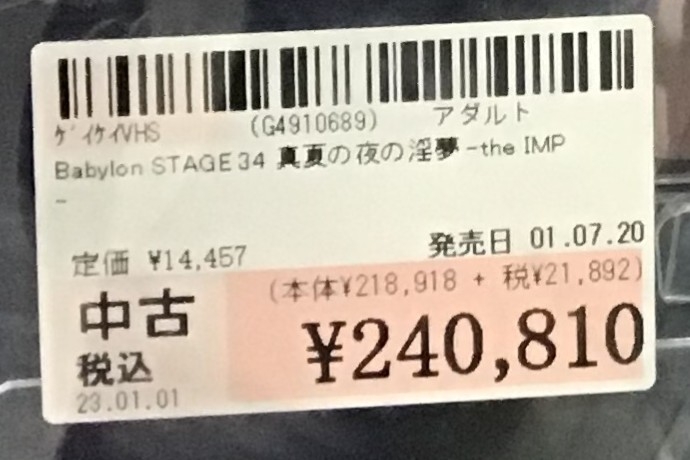 ｹﾞｲｹｲVHS (G4910689) アダルト
Babylon STAGE34 真夏の夜の淫夢 -the IMP
-
定価 ¥14,457 発売日 01.07.20
(本体¥218,918 + 税¥21,892)
中古 ¥240,810
税込
23.01.01